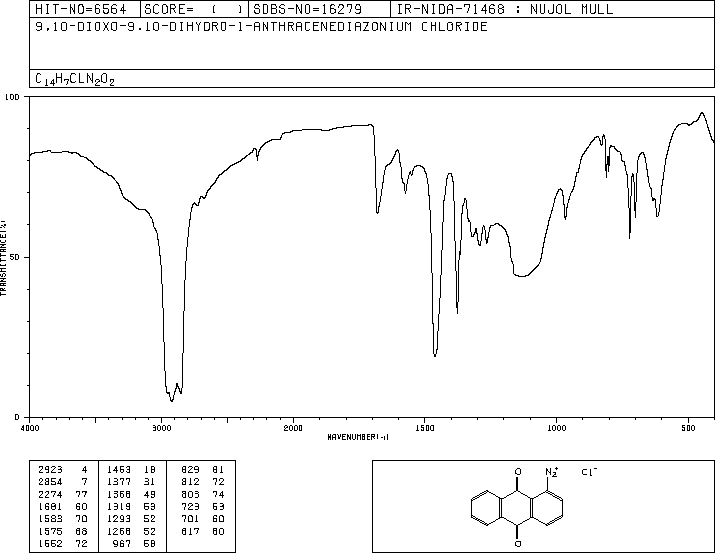 HIT-NO=6564 SCORE= ( ) SDBS-NO=16279 IR-NIDA-71468 : NUJOL MULL
9,10-DIOXO-9,10-DIHYDRO-1-ANTHRACENEDIAZONIUM CHLORIDE
C14H7CLN2O2
100
50
0
TRANSMITTANCE(%)
4000 3000 2000 1500 1000 500
WAVENUMBER(-1)
2923 4 1463 18 829 81
2854 7 1377 31 812 72
2274 77 1368 49 803 74
1681 60 1319 53 723 53
1583 70 1293 52 701 60
1575 68 1268 52 617 60
1552 72 967 58
O N2+ Cl-
O